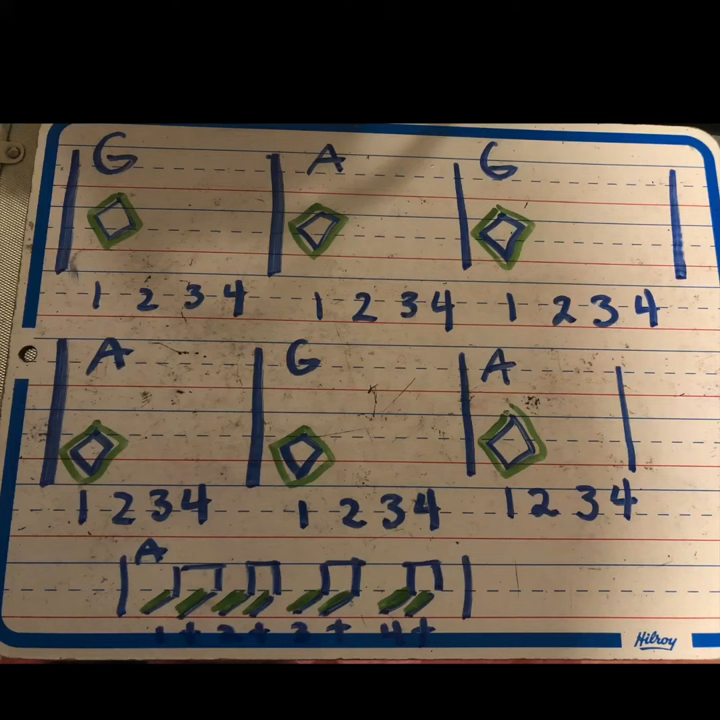 G A G
1 2 3 4 1 2 3 4 1 2 3 4
A G A
1 2 3 4 1 2 3 4 1 2 3 4
A
1 + 2 + 3 + 4 +
Hilroy